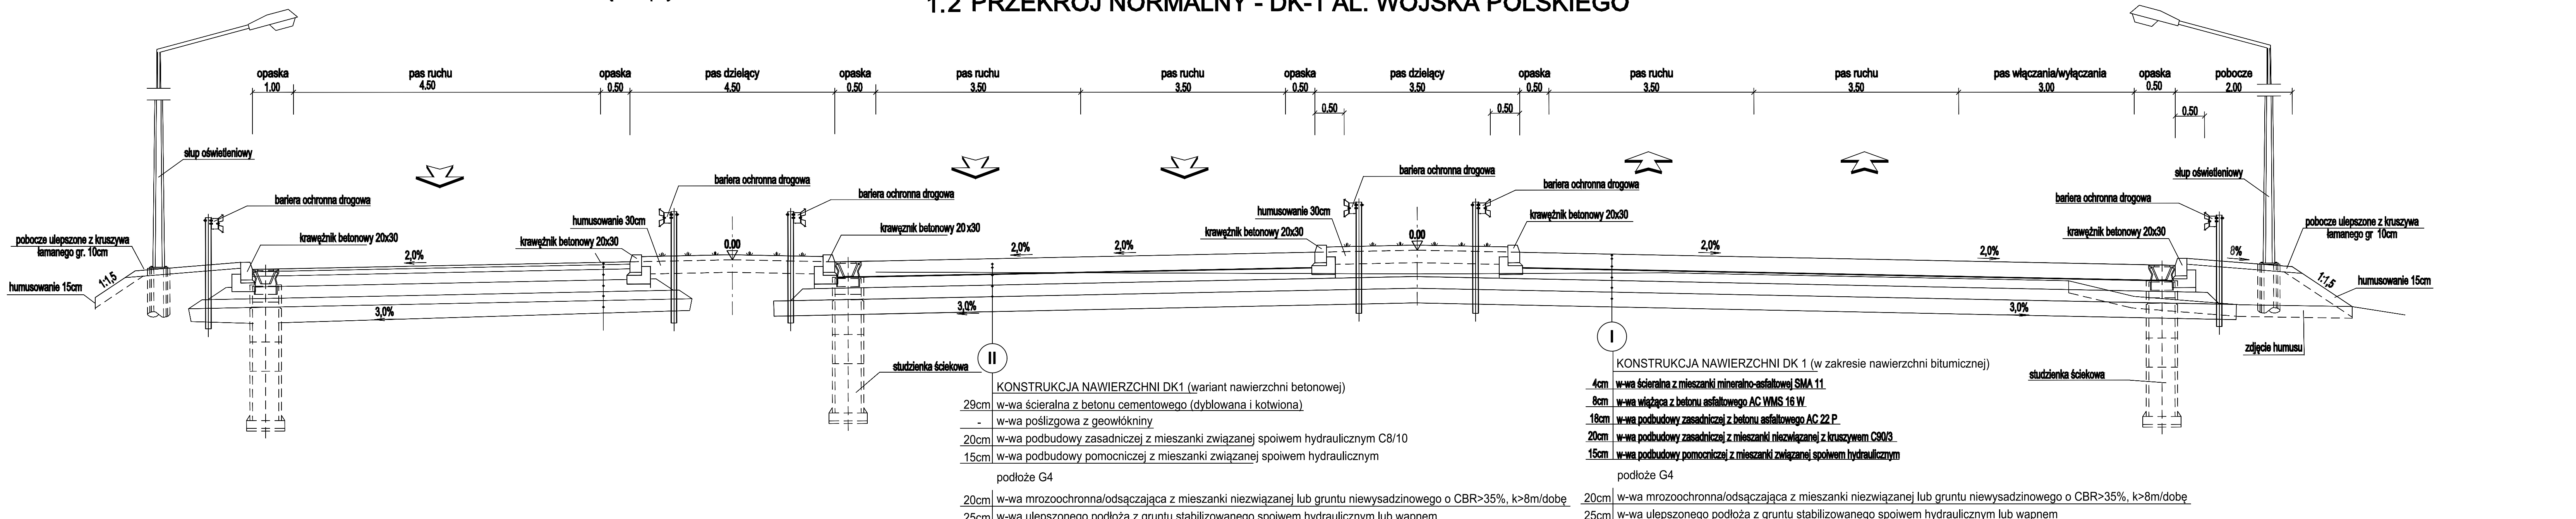 1.2 PRZEKRÓJ NORMALNY - DK-1 AL. WOJSKA POLSKIEGO
opaska pas ruchu opaska pas dzielący opaska pas ruchu pas ruchu opaska pas dzielący opaska pas ruchu pas ruchu pas włączania/wyłączania opaska pobocze
1.00 4.50 0.50 4.50 0.50 3.50 3.50 0.50 3.50 0.50 3.50 3.50 3.00 0.50 2.00
0.50 0.50 0.50
słup oświetleniowy
bariera ochronna drogowa
bariera ochronna drogowa
bariera ochronna drogowa
bariera ochronna drogowa
bariera ochronna drogowa
bariera ochronna drogowa
słup oświetleniowy
pobocze ulepszone z kruszywa
łamanego gr. 10cm
krawężnik betonowy 20x30
krawężnik betonowy 20x30
humusowanie 30cm
krawężnik betonowy 20x30
krawężnik betonowy 20x30
humusowanie 30cm
krawężnik betonowy 20x30
krawężnik betonowy 20x30
pobocze ulepszone z kruszywa
łamanego gr. 10cm
0.00 0.00
2,0% 2,0% 2,0% 2,0% 2,0% 8%
humusowanie 15cm
1:1,5
1:1,5
humusowanie 15cm
3,0% 3,0% 3,0%
zdjęcie humusu
studzienka ściekowa
studzienka ściekowa
II
KONSTRUKCJA NAWIERZCHNI DK1 (wariant nawierzchni betonowej)
29cm w-wa ścieralna z betonu cementowego (dyblowana i kotwiona)
- w-wa poślizgowa z geowłókniny
20cm w-wa podbudowy zasadniczej z mieszanki związanej spoiwem hydraulicznym C8/10
15cm w-wa podbudowy pomocniczej z mieszanki związanej spoiwem hydraulicznym
podłoże G4
20cm w-wa mrozoochronna/odsączająca z mieszanki niezwiązanej lub gruntu niewysadzinowego o CBR>35%, k>8m/dobę
25cm w-wa ulepszonego podłoża z gruntu stabilizowanego spoiwem hydraulicznym lub wapnem
I
KONSTRUKCJA NAWIERZCHNI DK 1 (w zakresie nawierzchni bitumicznej)
4cm w-wa ścieralna z mieszanki mineralno-asfaltowej SMA 11
8cm w-wa wiążąca z betonu asfaltowego AC WMS 16 W
18cm w-wa podbudowy zasadniczej z betonu asfaltowego AC 22 P
20cm w-wa podbudowy zasadniczej z mieszanki niezwiązanej z kruszywem C90/3
15cm w-wa podbudowy pomocniczej z mieszanki związanej spoiwem hydraulicznym
podłoże G4
20cm w-wa mrozoochronna/odsączająca z mieszanki niezwiązanej lub gruntu niewysadzinowego o CBR>35%, k>8m/dobę
25cm w-wa ulepszonego podłoża z gruntu stabilizowanego spoiwem hydraulicznym lub wapnem